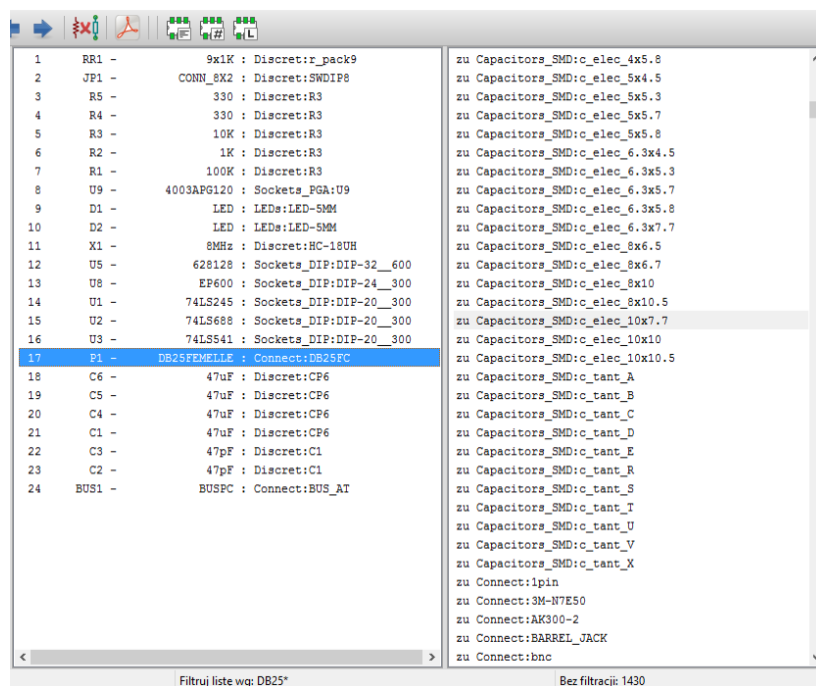 1 RR1 - 9x1K : Discret:r_pack9
2 JP1 - CONN_8X2 : Discret:SWDIP8
3 R5 - 330 : Discret:R3
4 R4 - 330 : Discret:R3
5 R3 - 10K : Discret:R3
6 R2 - 1K : Discret:R3
7 R1 - 100K : Discret:R3
8 U9 - 4003APG120 : Sockets_PGA:U9
9 D1 - LED : LEDs:LED-5MM
10 D2 - LED : LEDs:LED-5MM
11 X1 - 8MHz : Discret:HC-18UH
12 U5 - 628128 : Sockets_DIP:DIP-32__600
13 U8 - EP600 : Sockets_DIP:DIP-24__300
14 U1 - 74LS245 : Sockets_DIP:DIP-20__300
15 U2 - 74LS688 : Sockets_DIP:DIP-20__300
16 U3 - 74LS541 : Sockets_DIP:DIP-20__300
17 P1 - DB25FEMELLE : Connect:DB25FC
18 C6 - 47uF : Discret:CP6
19 C5 - 47uF : Discret:CP6
20 C4 - 47uF : Discret:CP6
21 C1 - 47uF : Discret:CP6
22 C3 - 47pF : Discret:C1
23 C2 - 47pF : Discret:C1
24 BUS1 - BUSPC : Connect:BUS_AT
zu Capacitors_SMD:c_elec_4x5.8
zu Capacitors_SMD:c_elec_5x4.5
zu Capacitors_SMD:c_elec_5x5.3
zu Capacitors_SMD:c_elec_5x5.7
zu Capacitors_SMD:c_elec_5x5.8
zu Capacitors_SMD:c_elec_6.3x4.5
zu Capacitors_SMD:c_elec_6.3x5.3
zu Capacitors_SMD:c_elec_6.3x5.7
zu Capacitors_SMD:c_elec_6.3x5.8
zu Capacitors_SMD:c_elec_6.3x7.7
zu Capacitors_SMD:c_elec_8x6.5
zu Capacitors_SMD:c_elec_8x6.7
zu Capacitors_SMD:c_elec_8x10
zu Capacitors_SMD:c_elec_8x10.5
zu Capacitors_SMD:c_elec_10x7.7
zu Capacitors_SMD:c_elec_10x10
zu Capacitors_SMD:c_elec_10x10.5
zu Capacitors_SMD:c_tant_A
zu Capacitors_SMD:c_tant_B
zu Capacitors_SMD:c_tant_C
zu Capacitors_SMD:c_tant_D
zu Capacitors_SMD:c_tant_E
zu Capacitors_SMD:c_tant_R
zu Capacitors_SMD:c_tant_S
zu Capacitors_SMD:c_tant_T
zu Capacitors_SMD:c_tant_U
zu Capacitors_SMD:c_tant_V
zu Capacitors_SMD:c_tant_X
zu Connect:1pin
zu Connect:3M-N7E50
zu Connect:AK300-2
zu Connect:BARREL_JACK
zu Connect:bnc
Filtruj liste wg: DB25*
Bez filtracji: 1430